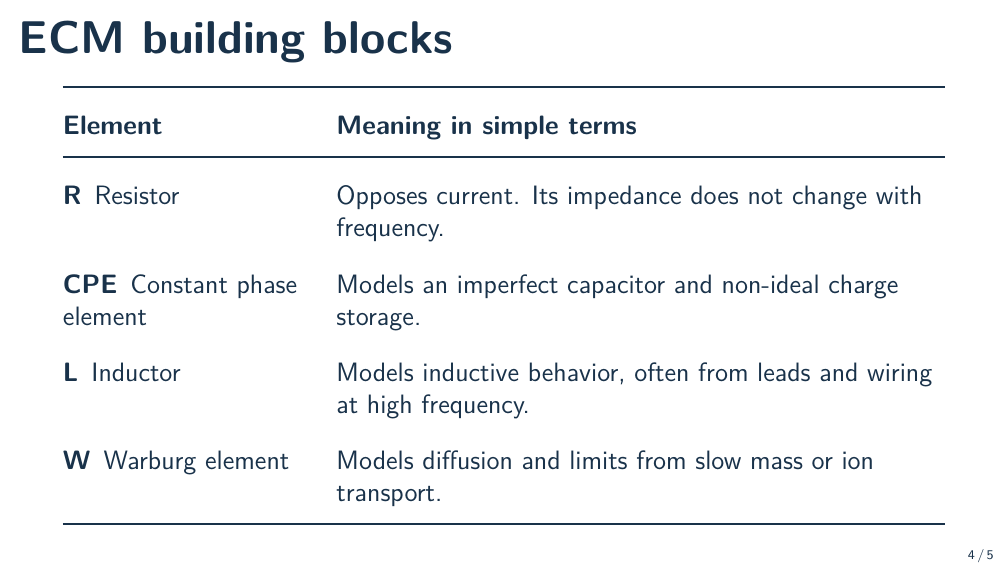 ECM building blocks
Element Meaning in simple terms
R Resistor Opposes current. Its impedance does not change with
frequency.
CPE Constant phase Models an imperfect capacitor and non-ideal charge
element storage.
L Inductor Models inductive behavior, often from leads and wiring
at high frequency.
W Warburg element Models diffusion and limits from slow mass or ion
transport.
4 / 5